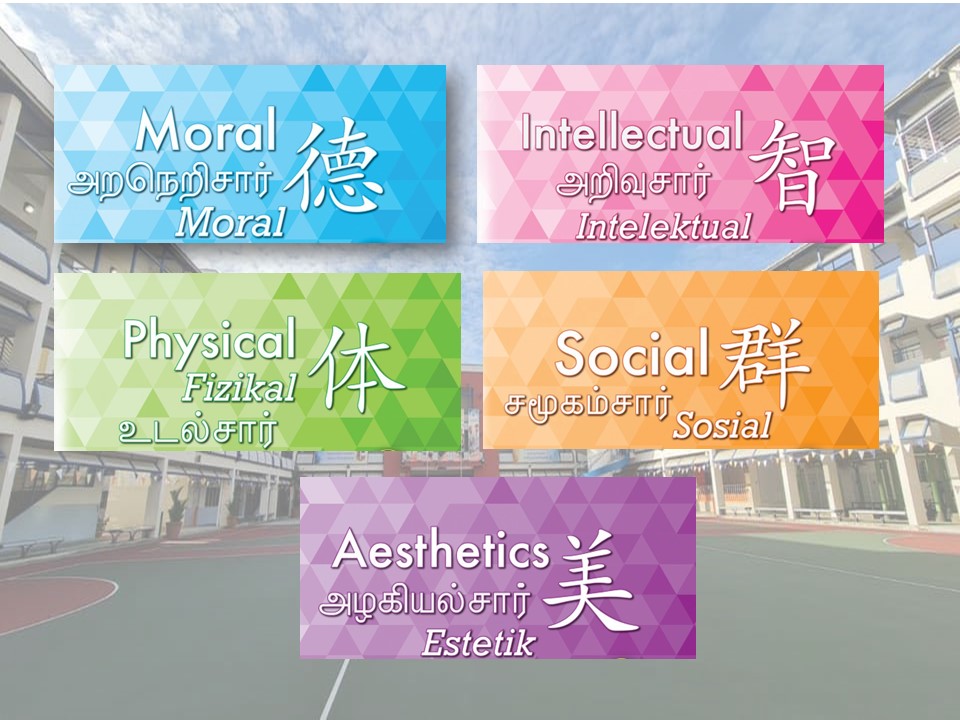 Moral 德
அறநெறிசார்
Moral
Intellectual 智
அறிவுசார்
Intelektual
Physical 体
Fizikal
உடல்சார்
Social 群
சமூகம்சார்
Sosial
Aesthetics 美
அழகியல்சார்
Estetik